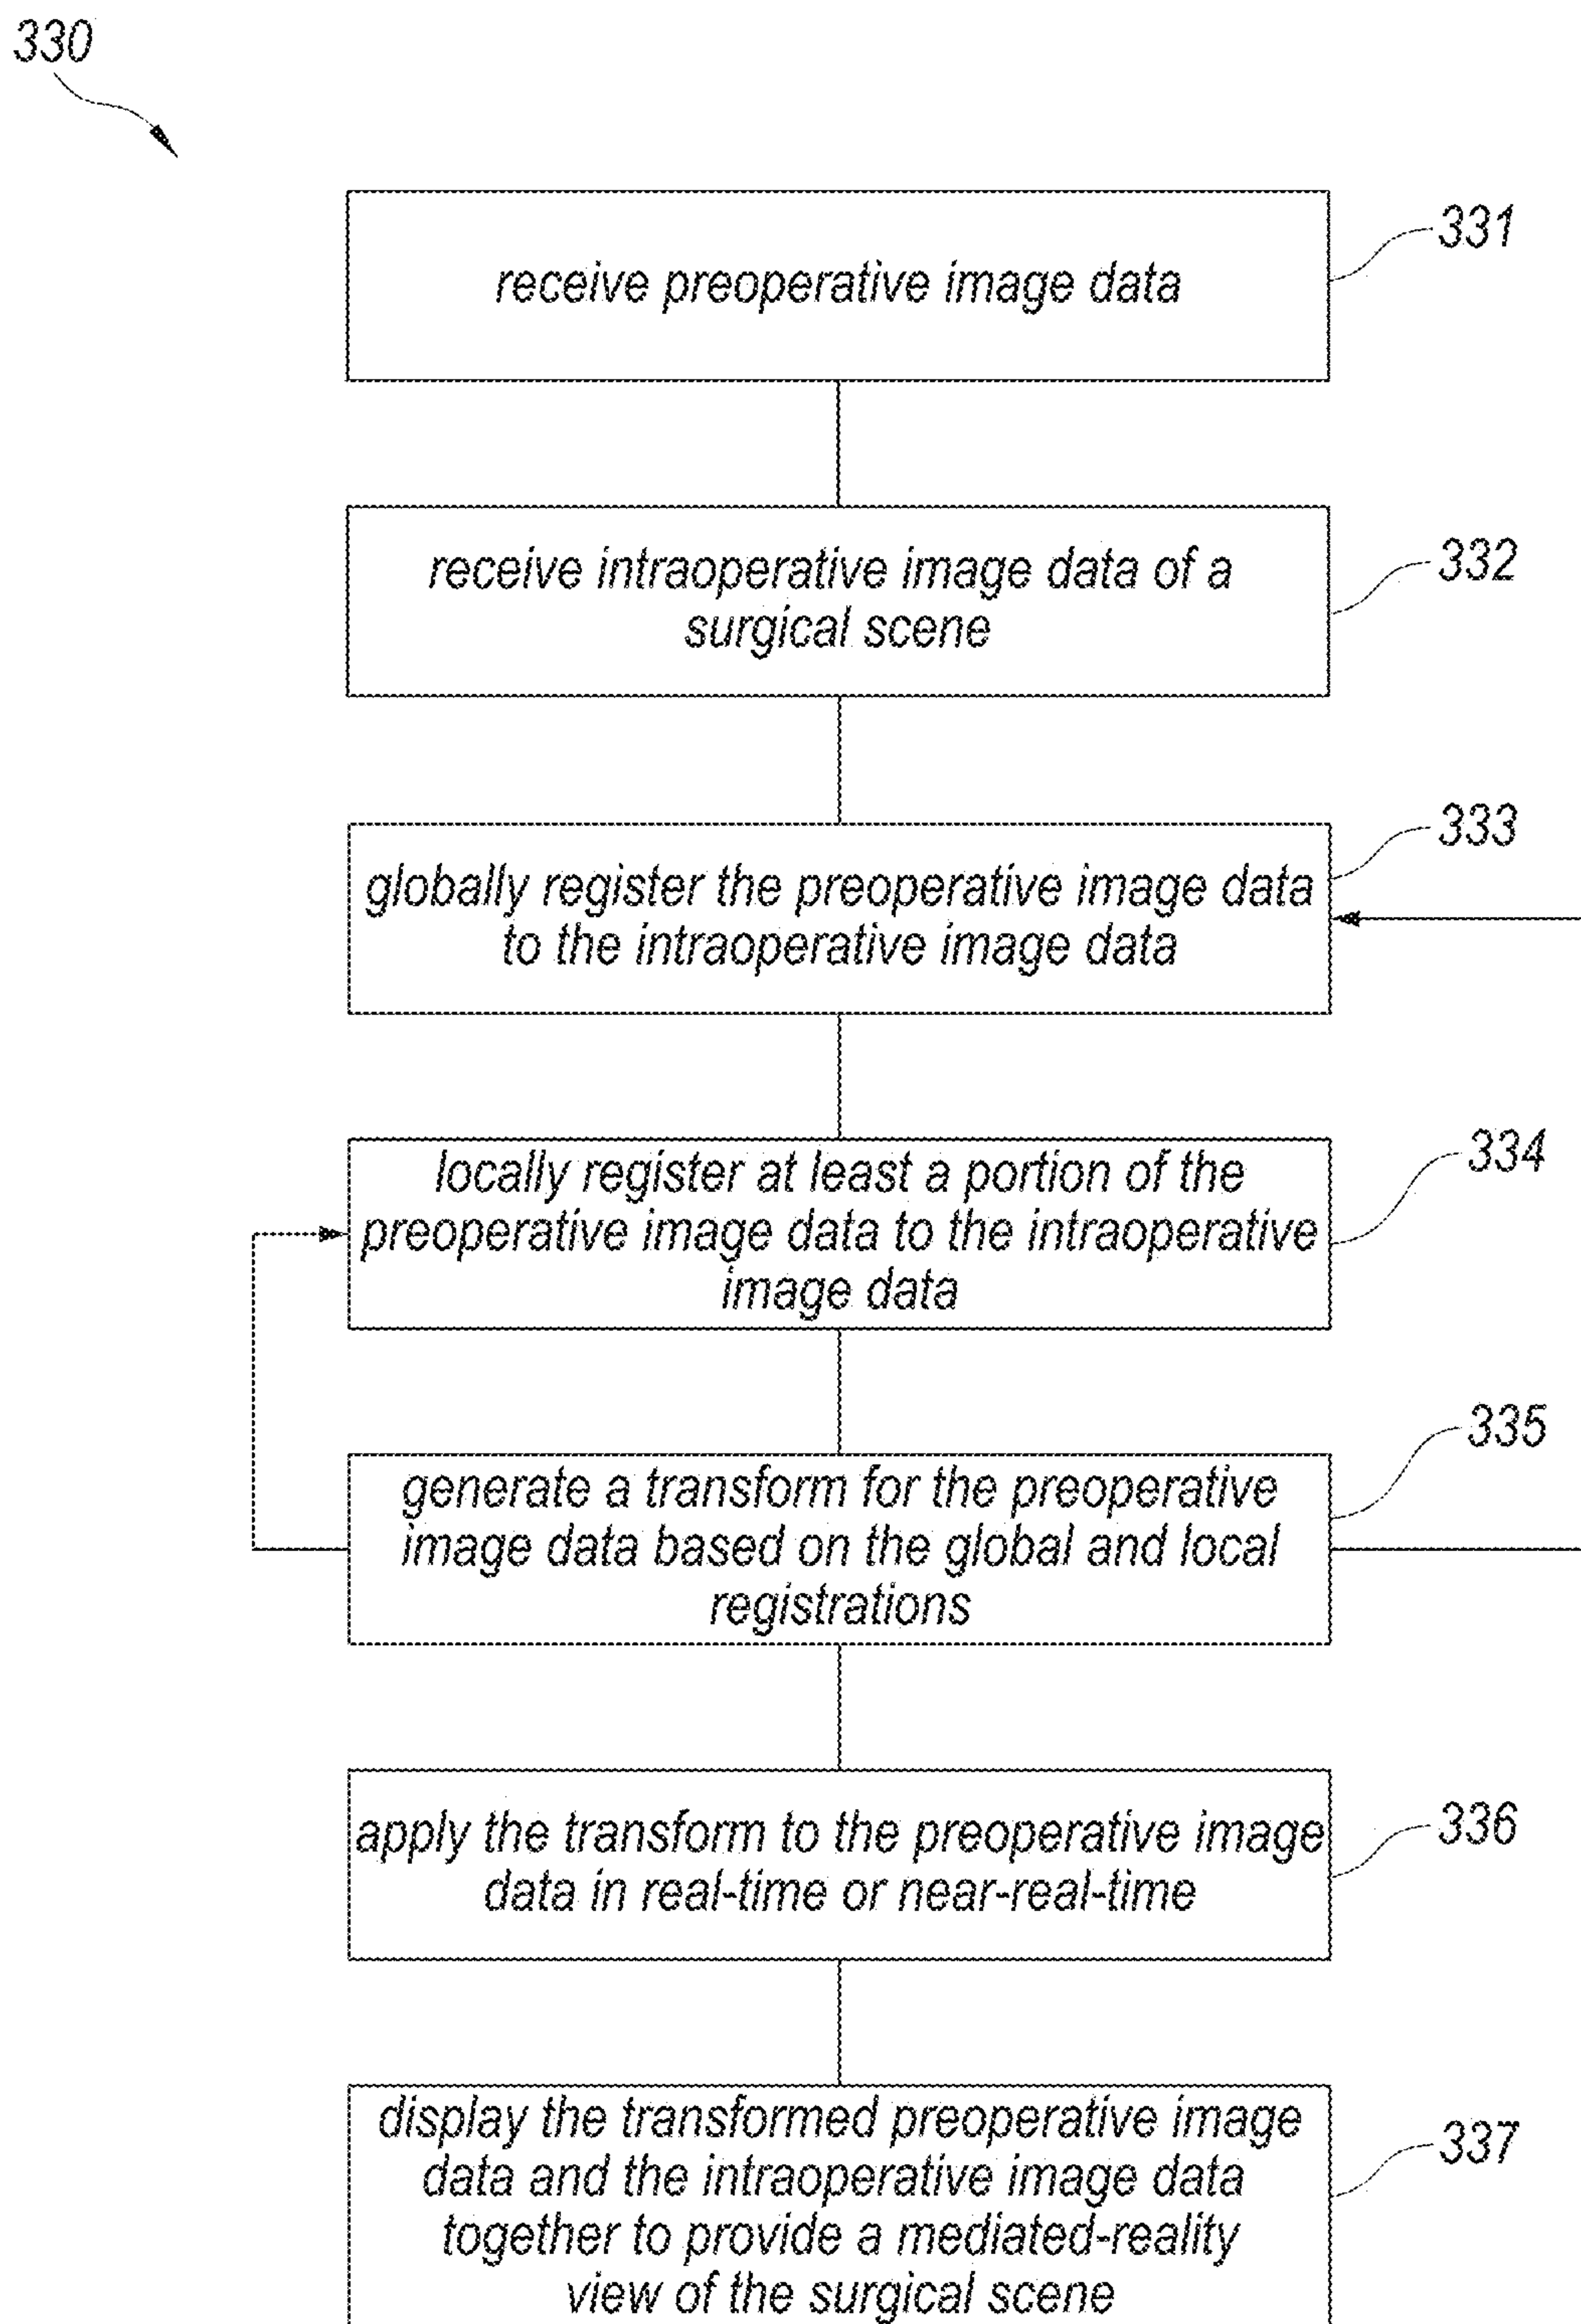 330
receive preoperative image data
331
receive intraoperative image data of a
surgical scene
332
globally register the preoperative image data
to the intraoperative image data
333
locally register at least a portion of the
preoperative image data to the intraoperative
image data
334
generate a transform for the preoperative
image data based on the global and local
registrations
335
apply the transform to the preoperative image
data in real-time or near-real-time
336
display the transformed preoperative image
data and the intraoperative image data
together to provide a mediated-reality
view of the surgical scene
337